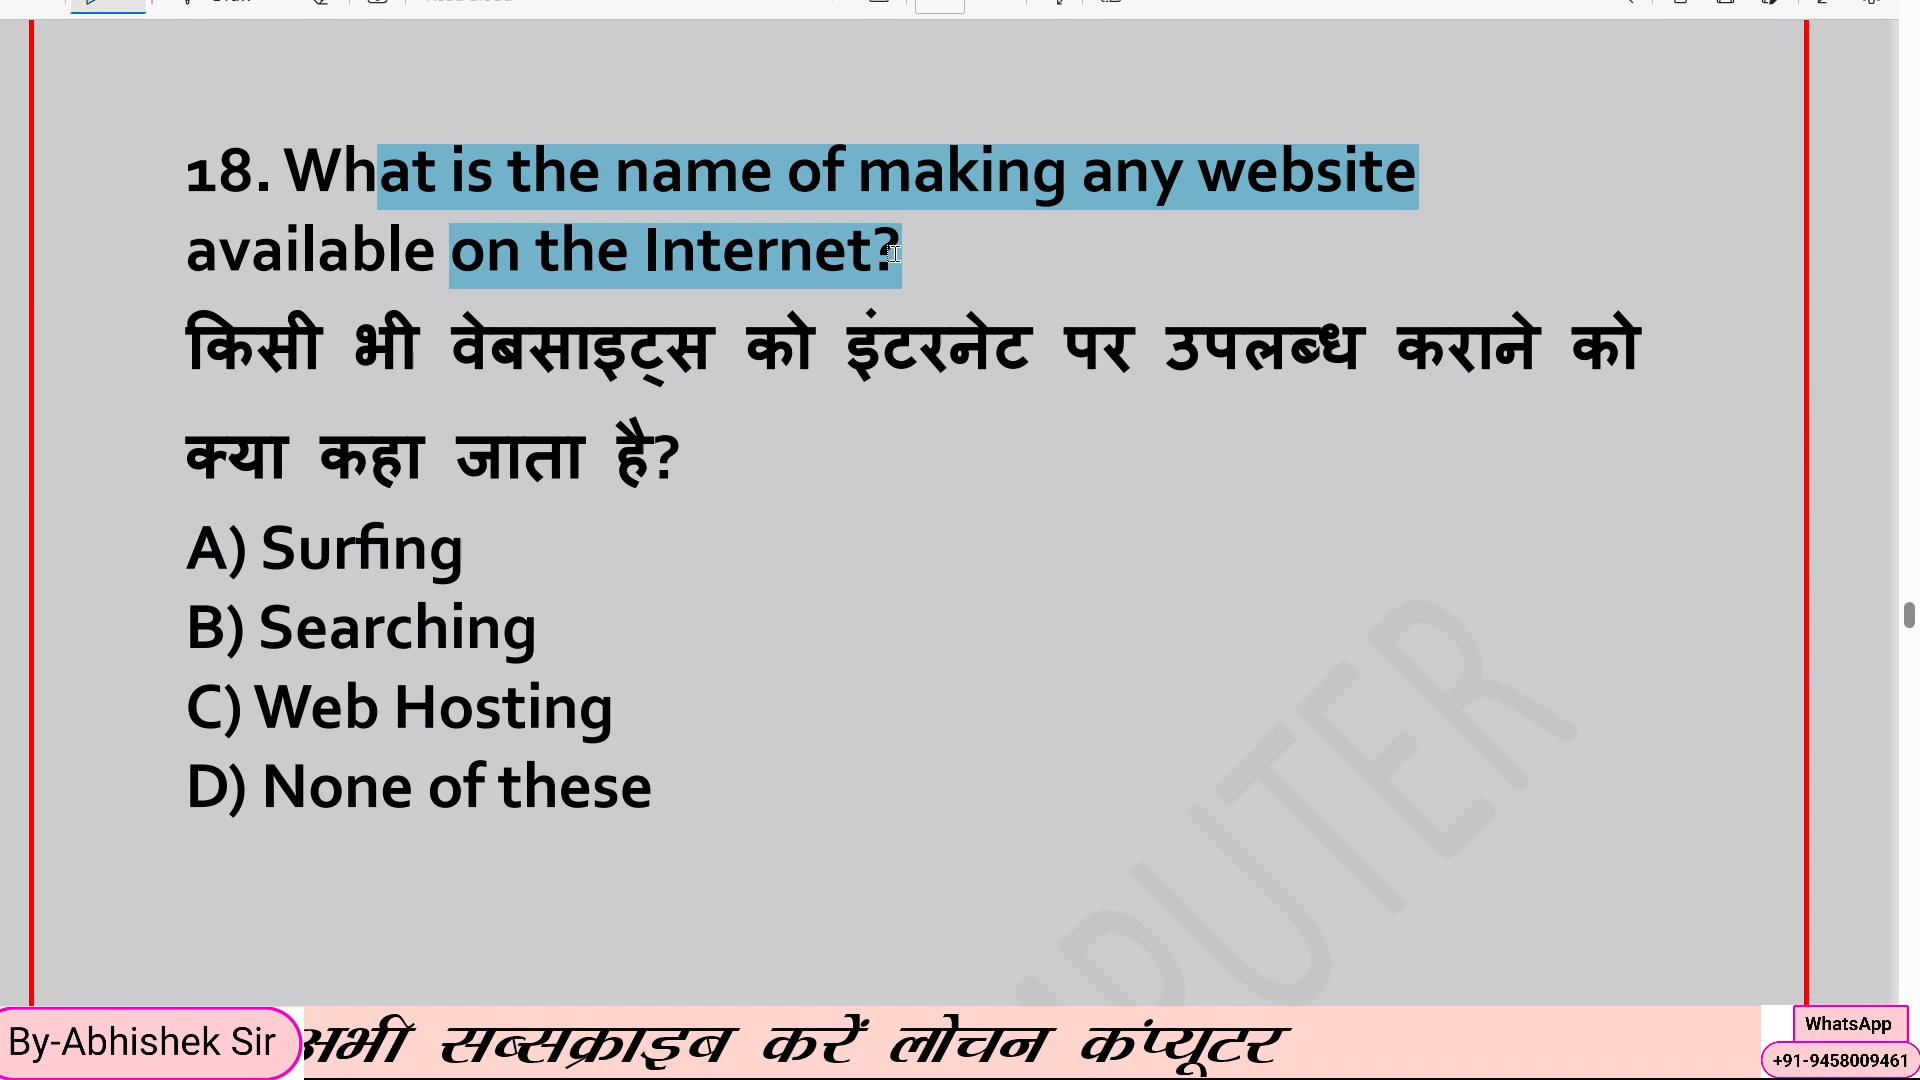 18. What is the name of making any website
available on the Internet?
किसी भी वेबसाइट्स को इंटरनेट पर उपलब्ध कराने को
क्या कहा जाता है?
A) Surfing
B) Searching
C) Web Hosting
D) None of these
By-Abhishek Sir
अभी सब्सक्राइब करें लोचन कंप्यूटर
WhatsApp
+91-9458009461